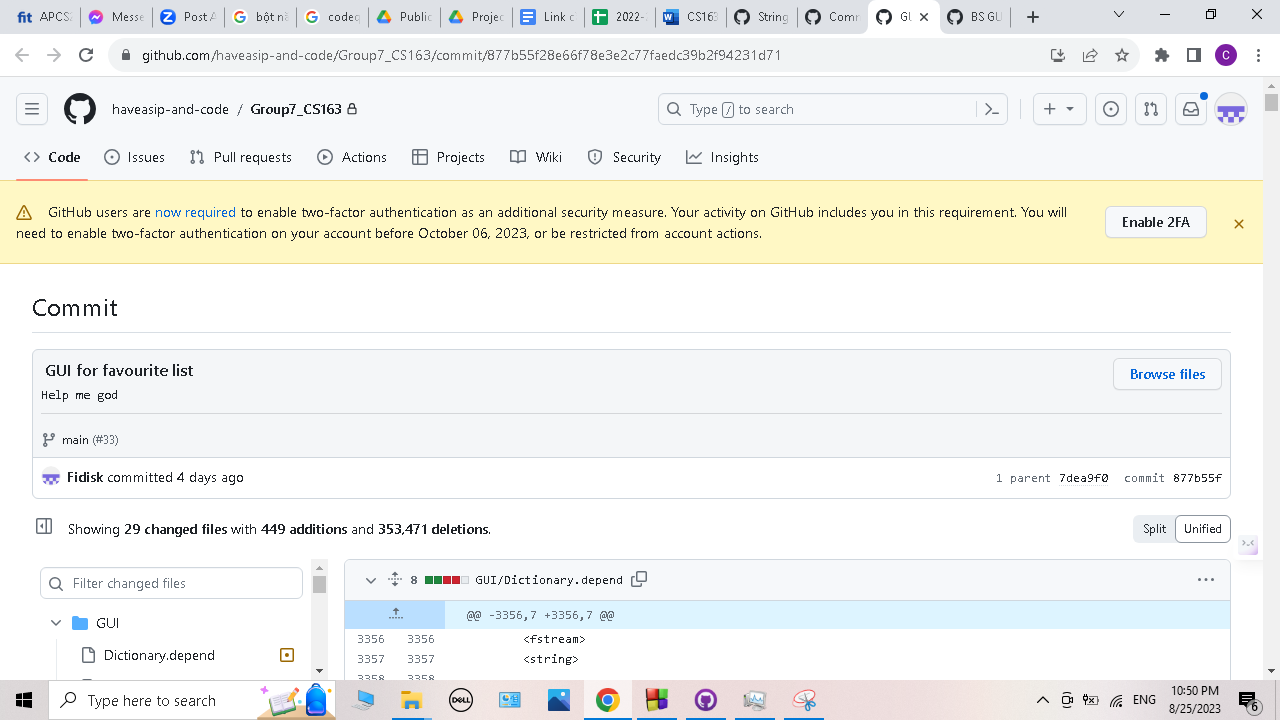 APCS
Messe
Post A
bột nă
codeq
Public
Projec
Link c
2022-
CS163
String
Comm
GU
BS GU
github.com/haveasip-and-code/Group7_CS163/commit/877b55f28e66f78e3e2c77faedc39b2f94231d71
C
haveasip-and-code / Group7_CS163
Type / to search
Code
Issues
Pull requests
Actions
Projects
Wiki
Security
Insights
GitHub users are now required to enable two-factor authentication as an additional security measure. Your activity on GitHub includes you in this requirement. You will
need to enable two-factor authentication on your account before October 06, 2023, or be restricted from account actions.
Enable 2FA
Commit
GUI for favourite list
Browse files
Help me god
main (#33)
Fidisk committed 4 days ago
1 parent 7dea9f0 commit 877b55f
Showing 29 changed files with 449 additions and 353,471 deletions.
Split Unified
Filter changed files
8 GUI/Dictionary.depend
@@ -3356,7 +3356,7 @@
GUI
3356 3356 <fstream>
Dictionary.depend
3357 3357 <string>
3358 3358
Type here to search
DELL
ENG
10:50 PM
8/25/2023
6